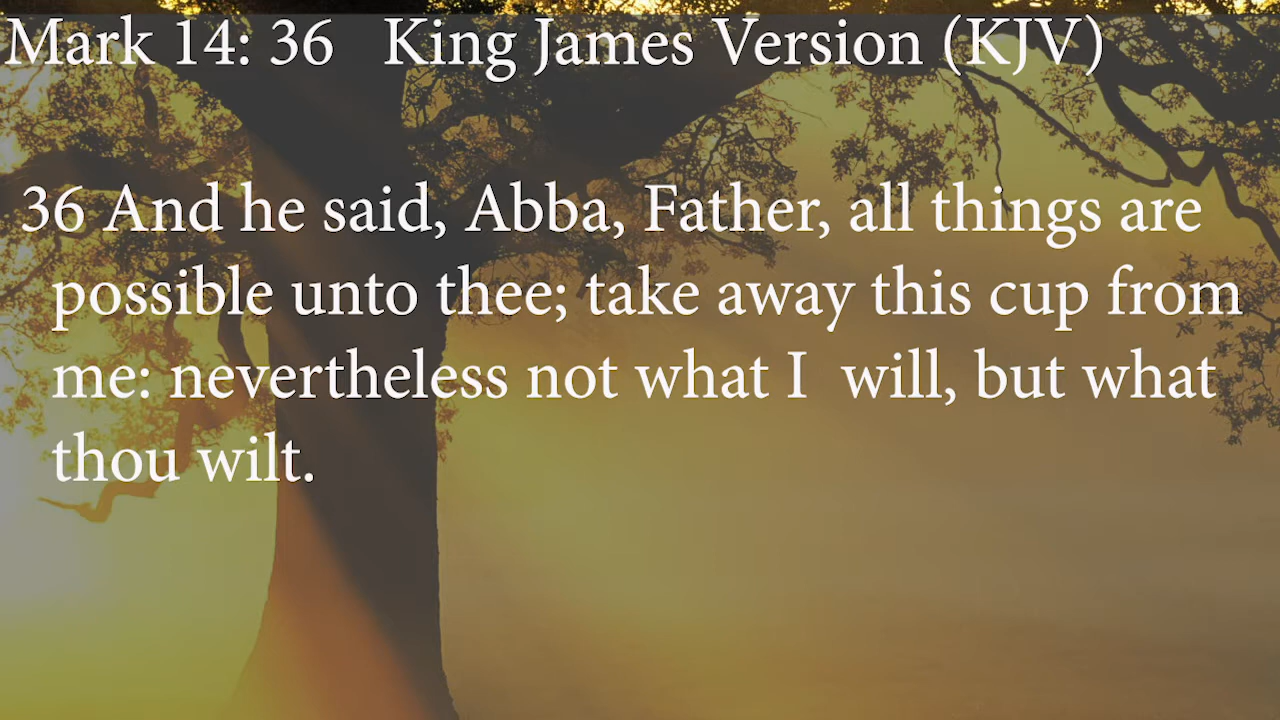 Mark 14: 36 King James Version (KJV)
36 And he said, Abba, Father, all things are
possible unto thee; take away this cup from
me: nevertheless not what I will, but what
thou wilt.